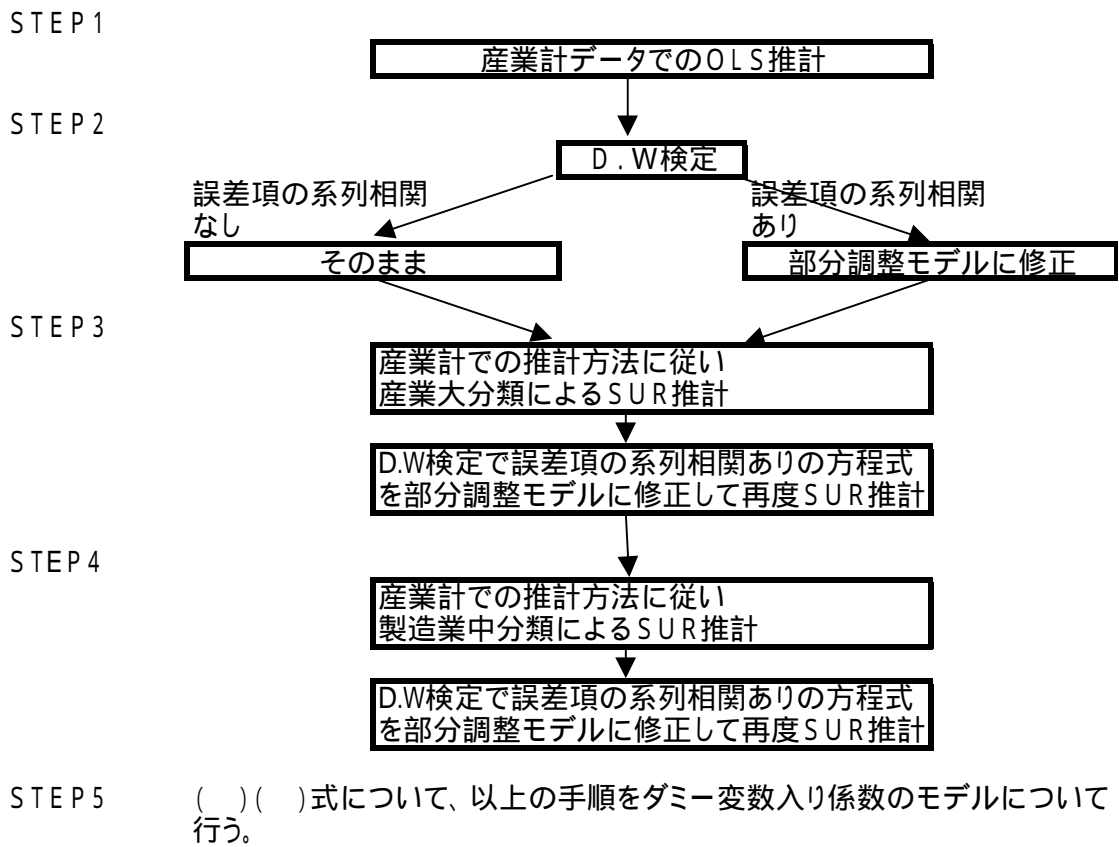 STEP1
産業計データでのOLS推計
STEP2
D.W検定
誤差項の系列相関
なし
誤差項の系列相関
あり
そのまま
部分調整モデルに修正
STEP3
産業計での推計方法に従い
産業大分類によるSUR推計
D.W検定で誤差項の系列相関ありの方程式
を部分調整モデルに修正して再度SUR推計
STEP4
産業計での推計方法に従い
製造業中分類によるSUR推計
D.W検定で誤差項の系列相関ありの方程式
を部分調整モデルに修正して再度SUR推計
STEP5
( )( )式について、以上の手順をダミー変数入り係数のモデルについて
行う。